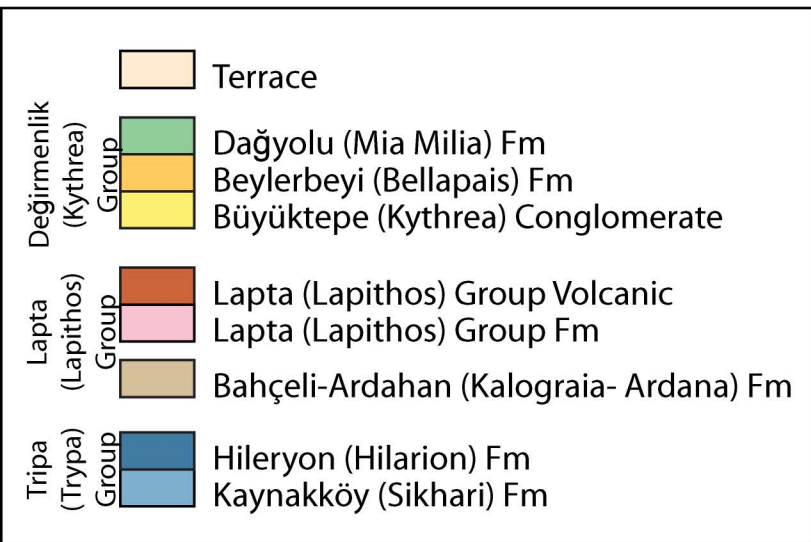 Terrace
Değirmenlik
(Kythrea)
Group
Dağyolu (Mia Milia) Fm
Beylerbeyi (Bellapais) Fm
Büyüktepe (Kythrea) Conglomerate
Lapta
(Lapithos)
Group
Lapta (Lapithos) Group Volcanic
Lapta (Lapithos) Group Fm
Bahçeli-Ardahan (Kalograia- Ardana) Fm
Tripa
(Trypa)
Group
Hileryon (Hilarion) Fm
Kaynakköy (Sikhari) Fm